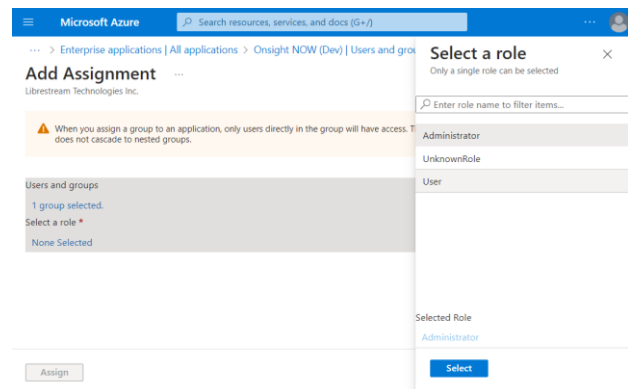 Microsoft Azure
Search resources, services, and docs (G+/)
... > Enterprise applications | All applications > Onsight NOW (Dev) | Users and grou
Add Assignment ...
Librestream Technologies Inc.
When you assign a group to an application, only users directly in the group will have access. T
does not cascade to nested groups.
Users and groups
1 group selected.
Select a role *
None Selected
Assign
Select a role
Only a single role can be selected
Enter role name to filter items...
Administrator
UnknownRole
User
Selected Role
Administrator
Select